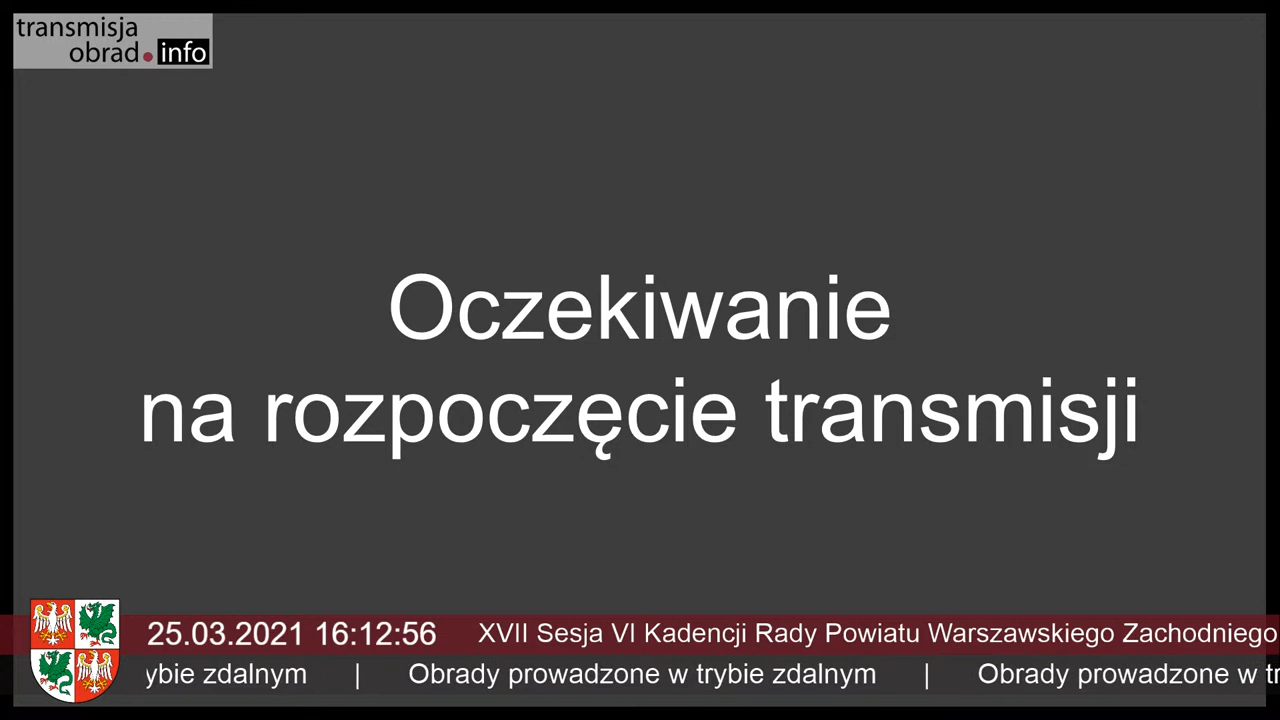 transmisja
obrad.info
Oczekiwanie
na rozpoczęcie transmisji
25.03.2021 16:12:56 XVII Sesja VI Kadencji Rady Powiatu Warszawskiego Zachodniego
ybie zdalnym | Obrady prowadzone w trybie zdalnym | Obrady prowadzone w tr